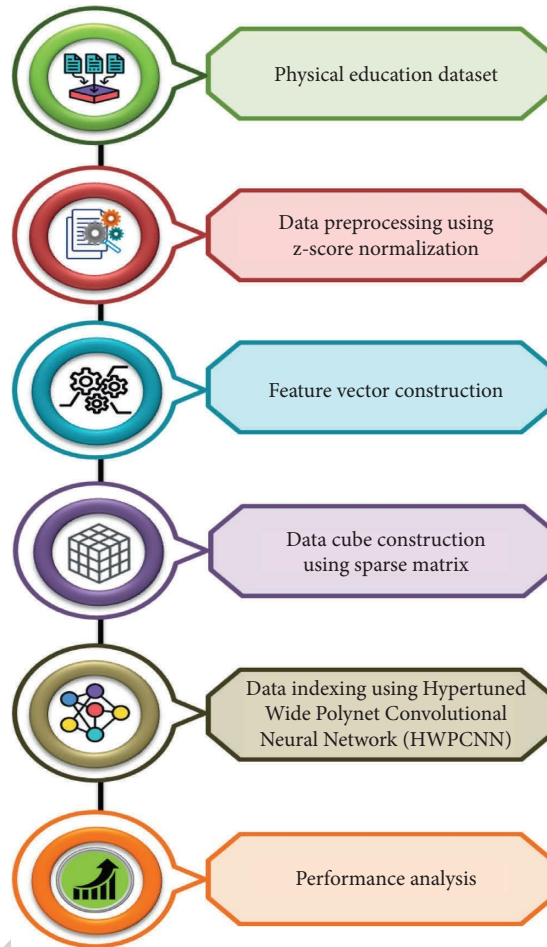 Physical education dataset
Data preprocessing using
z-score normalization
Feature vector construction
Data cube construction
using sparse matrix
Data indexing using Hypertuned
Wide Polynet Convolutional
Neural Network (HWPCNN)
Performance analysis